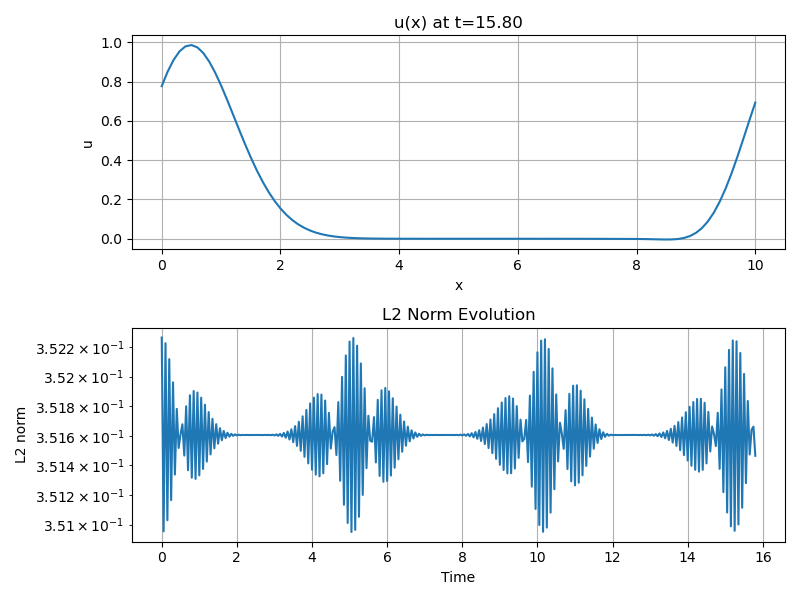 u(x) at t=15.80
1.0
0.8
0.6
0.4
0.2
0.0
u
0 2 4 6 8 10
x
L2 Norm Evolution
3.522 × 10⁻¹
3.52 × 10⁻¹
3.518 × 10⁻¹
3.516 × 10⁻¹
3.514 × 10⁻¹
3.512 × 10⁻¹
3.51 × 10⁻¹
L2 norm
0 2 4 6 8 10 12 14 16
Time